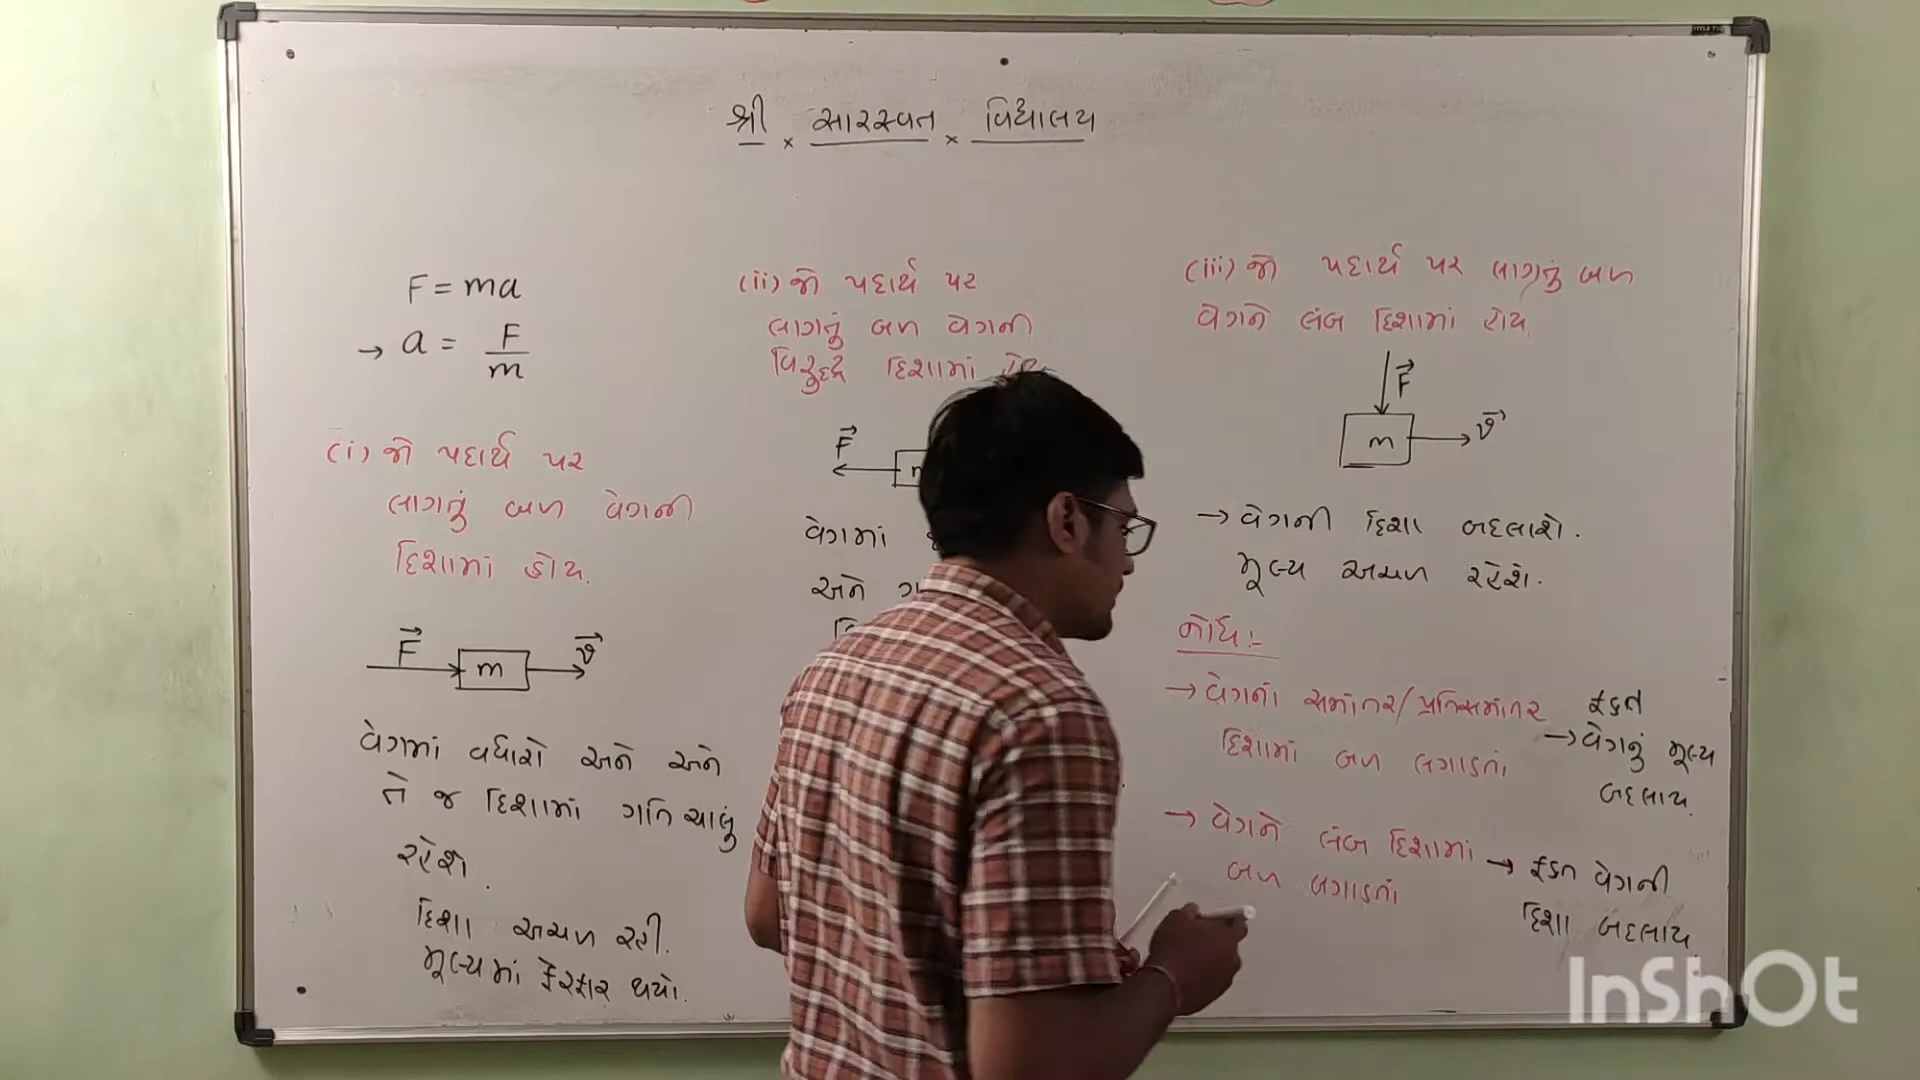 શ્રી × સારસ્વત × વિદ્યાલય
F = ma
→ a = F/m
(i) જો પદાર્થ પર
લાગતું બળ વેગની
દિશામાં હોય.
F⃗ m v⃗
વેગમાં વધારો અને અને
તે જ દિશામાં ગતિ ચાલું
રહેશે.
દિશા અચળ રહી.
મૂલ્યમાં ફેરફાર થયો.
(ii) જો પદાર્થ પર
લાગતું બળ વેગની
વિરુદ્ધ દિશામાં
F⃗
વેગમાં
અને
(iii) જો પદાર્થ પર લાગતું બળ
વેગને લંબ દિશામાં હોય.
F⃗
m v⃗
→ વેગની દિશા બદલાશે.
મૂલ્ય અચળ રહેશે.
નોંધ:-
→ વેગનાં સમાંતર/પ્રતિસમાંતર
દિશામાં બળ લગાડતાં
ફક્ત
→ વેગનું મૂલ્ય
બદલાય.
→ વેગને લંબ દિશામાં
બળ લગાડતાં
→ ફક્ત વેગની
દિશા બદલાય.
InShOt